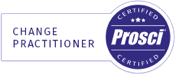 CHANGE
PRACTITIONER
CERTIFIED
Prosci
CERTIFIED